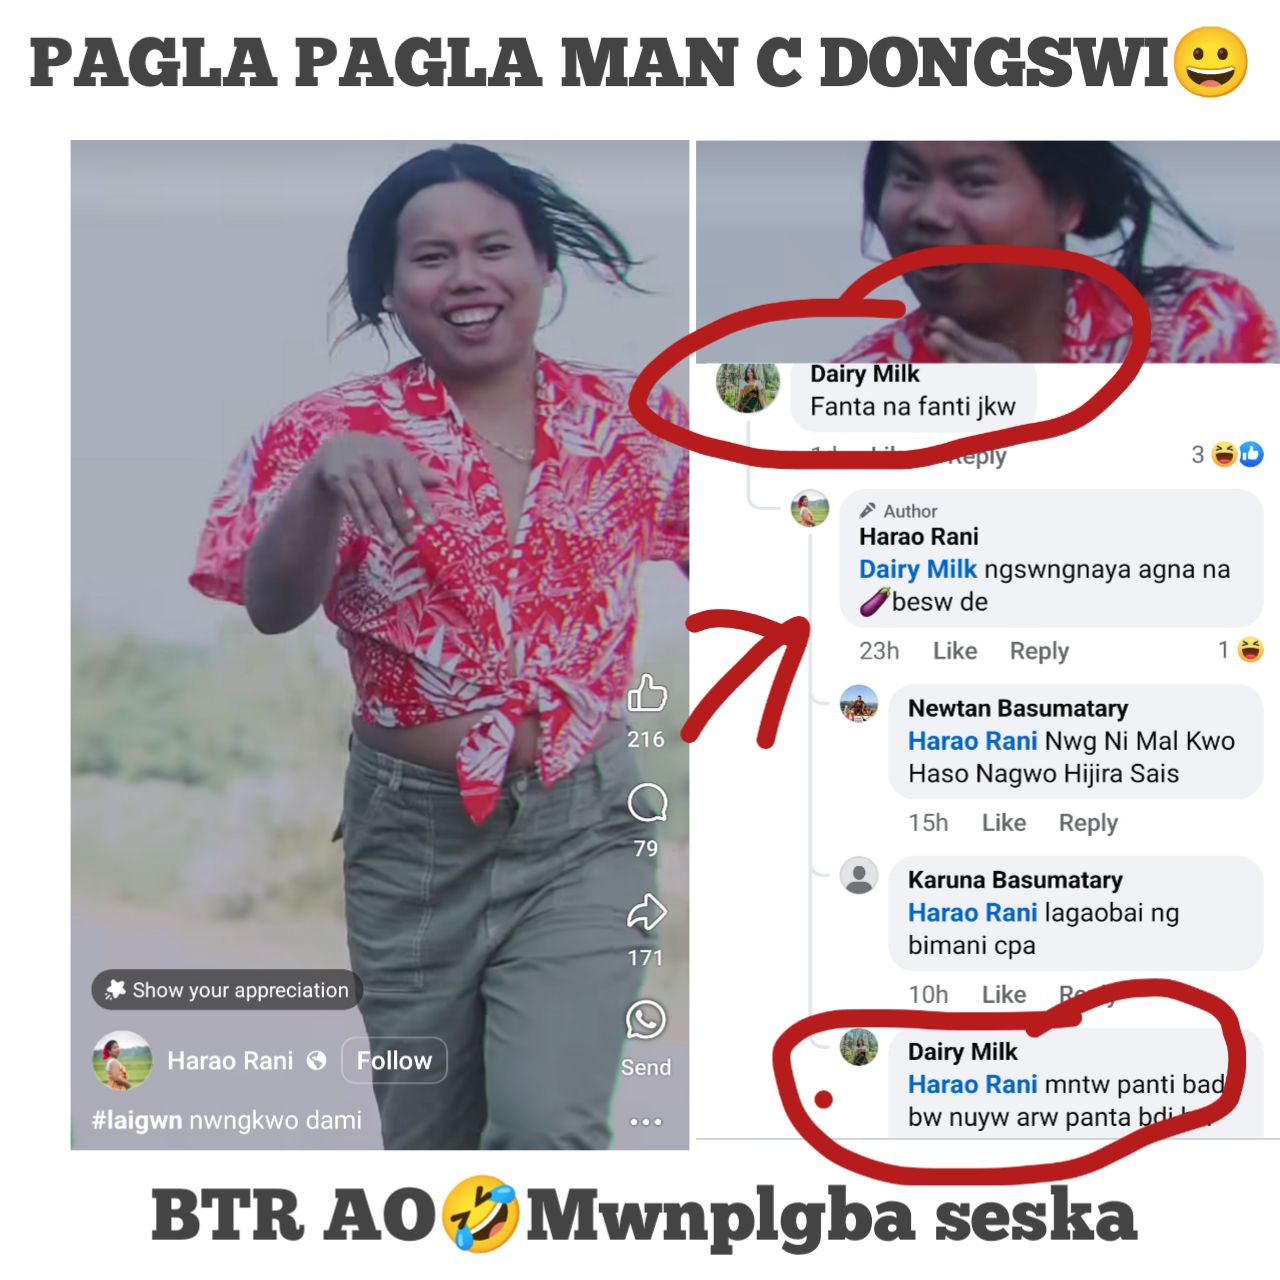 PAGLA PAGLA MAN C DONGSWI😀
Dairy Milk
Fanta na fanti jkw
Reply
3
Author
Harao Rani
Dairy Milk ngswngnaya agna na
🍆besw de
23h Like Reply
1
Newtan Basumatary
Harao Rani Nwg Ni Mal Kwo
Haso Nagwo Hijira Sais
15h Like Reply
Karuna Basumatary
Harao Rani lagaobai ng
bimani cpa
10h Like Reply
Dairy Milk
Harao Rani mntw panti bad
bw nuyw arw panta bdi
216
79
171
Send
Show your appreciation
Harao Rani Follow
#laigwn nwngkwo dami
BTR AO🤣Mwnplgba seska